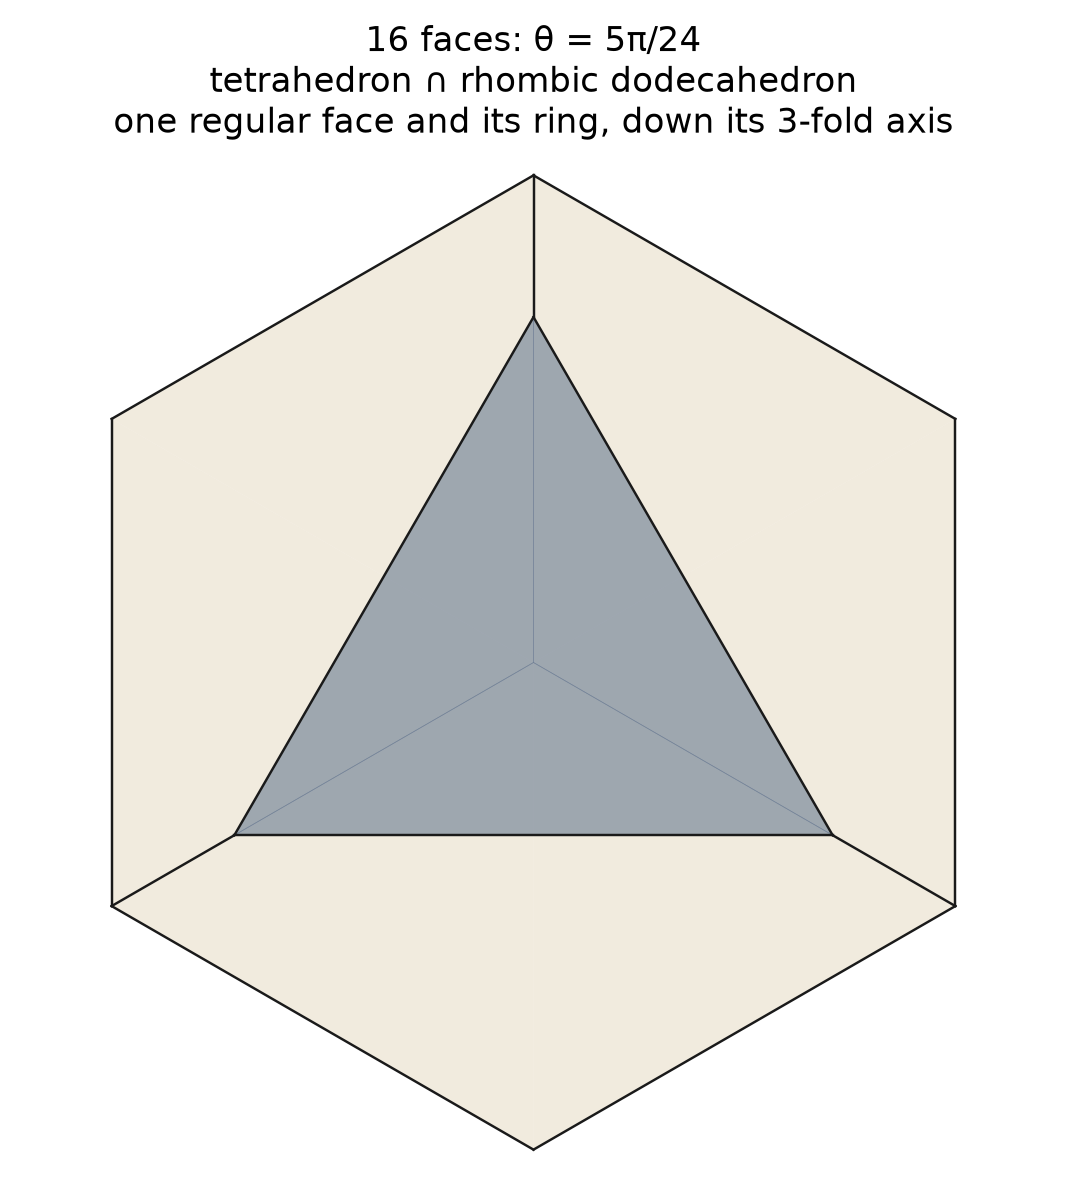 16 faces: θ = 5π/24
tetrahedron ∩ rhombic dodecahedron
one regular face and its ring, down its 3-fold axis